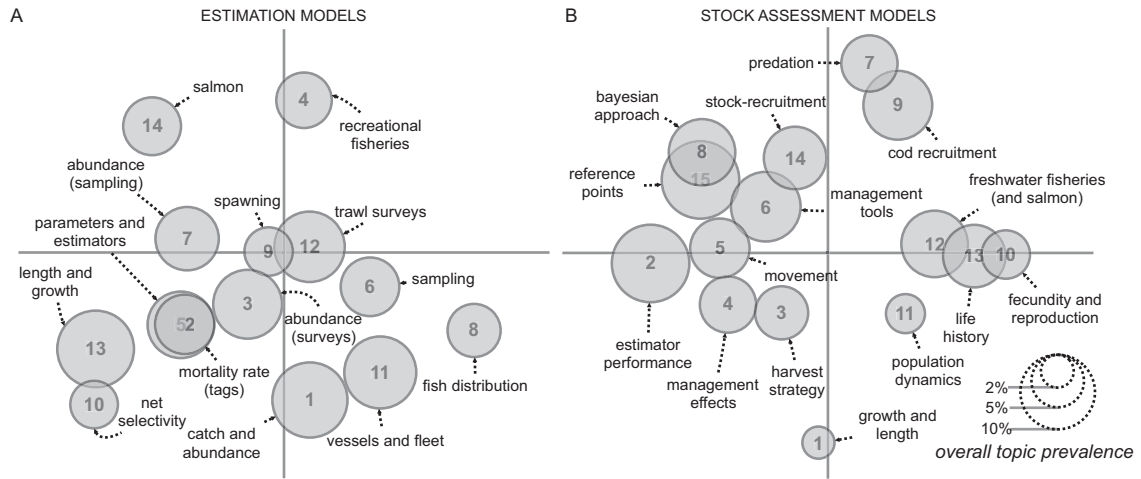 A
ESTIMATION MODELS
salmon
14
4
recreational
fisheries
abundance
(sampling)
spawning
trawl surveys
parameters and
estimators
7
9
12
length and
growth
3
6
sampling
5
2
abundance
(surveys)
8
13
mortality rate
(tags)
11
fish distribution
10
net
selectivity
1
catch and
abundance
vessels and fleet
B
STOCK ASSESSMENT MODELS
predation
7
bayesian
approach
stock-recruitment
9
cod recruitment
8
14
reference
points
15
freshwater fisheries
(and salmon)
6
management
tools
5
12
13
10
2
movement
4
3
11
life
history
fecundity and
reproduction
estimator
performance
harvest
strategy
population
dynamics
management
effects
2%
5%
10%
growth and
length
1
overall topic prevalence